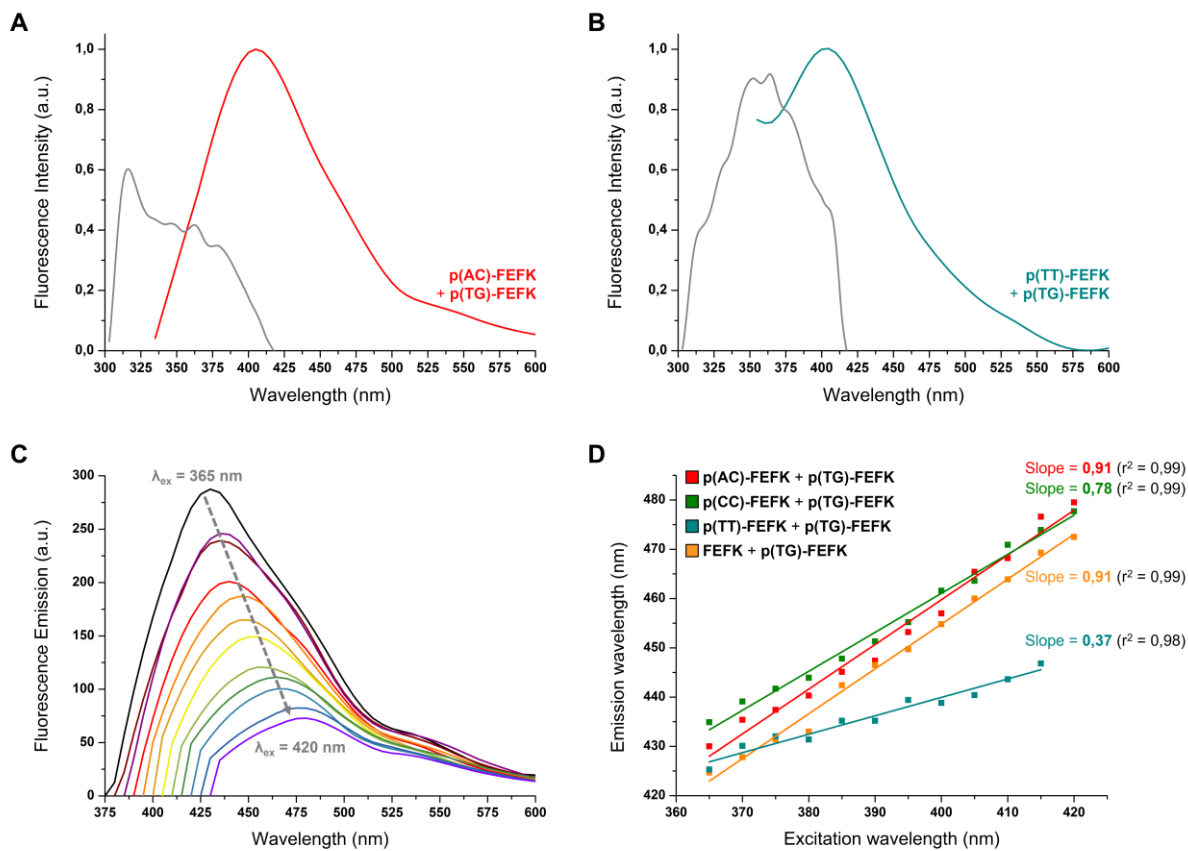 A
1,0
0,8
0,6
0,4
0,2
0,0
Fluorescence Intensity (a.u.)
300 325 350 375 400 425 450 475 500 525 550 575 600
Wavelength (nm)
p(AC)-FEFK
+ p(TG)-FEFK
B
1,0
0,8
0,6
0,4
0,2
0,0
Fluorescence Intensity (a.u.)
300 325 350 375 400 425 450 475 500 525 550 575 600
Wavelength (nm)
p(TT)-FEFK
+ p(TG)-FEFK
C
300
250
200
150
100
50
0
Fluorescence Emission (a.u.)
375 400 425 450 475 500 525 550 575 600
Wavelength (nm)
λex = 365 nm
λex = 420 nm
D
480
470
460
450
440
430
420
Emission wavelength (nm)
360 370 380 390 400 410 420
Excitation wavelength (nm)
p(AC)-FEFK + p(TG)-FEFK
p(CC)-FEFK + p(TG)-FEFK
p(TT)-FEFK + p(TG)-FEFK
FEFK + p(TG)-FEFK
Slope = 0,91 (r² = 0,99)
Slope = 0,78 (r² = 0,99)
Slope = 0,91 (r² = 0,99)
Slope = 0,37 (r² = 0,98)